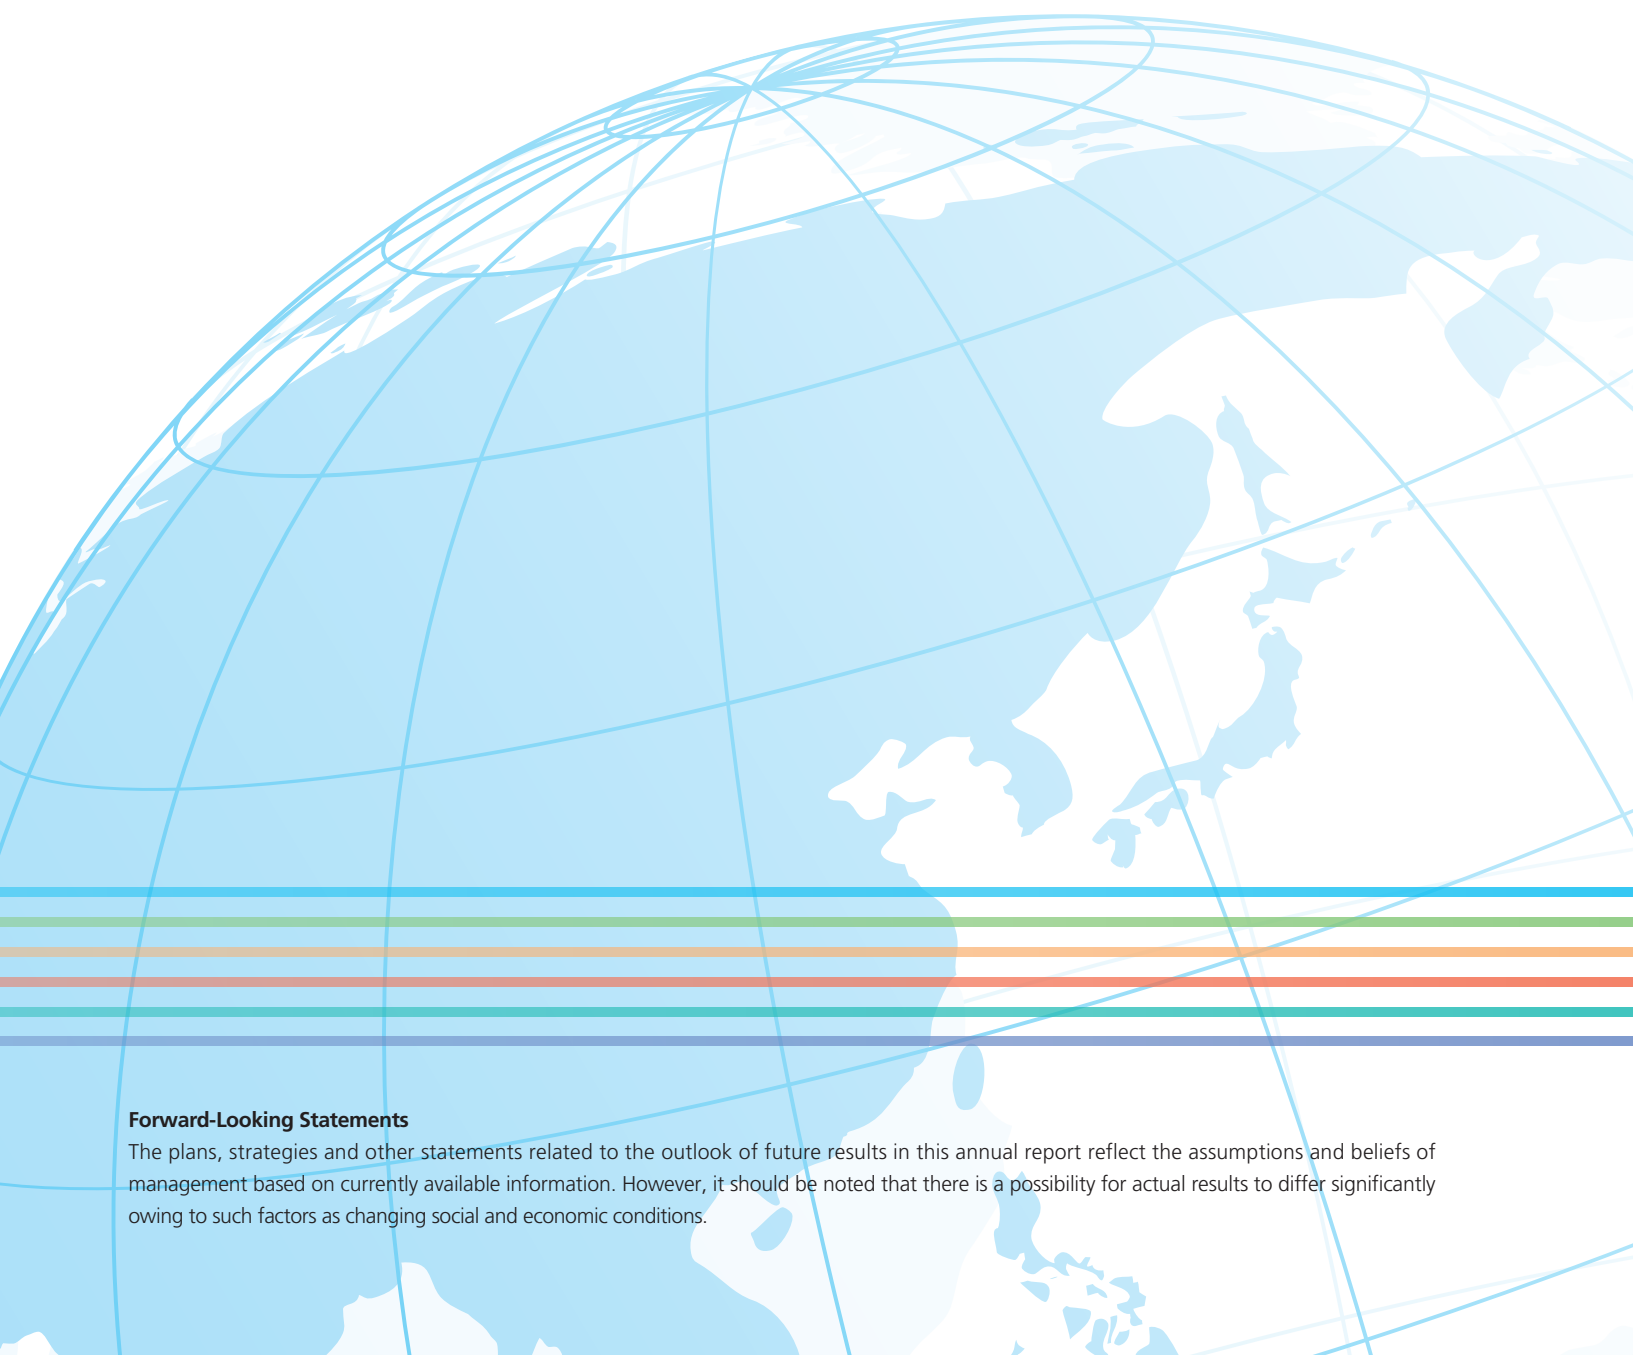 Forward-Looking Statements
The plans, strategies and other statements related to the outlook of future results in this annual report reflect the assumptions and beliefs of
management based on currently available information. However, it should be noted that there is a possibility for actual results to differ significantly
owing to such factors as changing social and economic conditions.